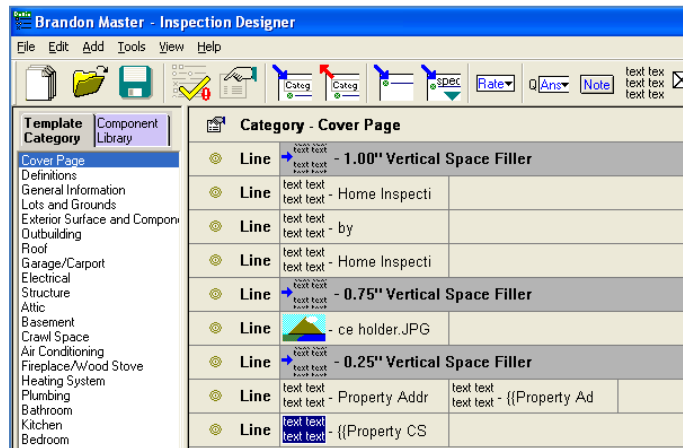 Brandon Master - Inspection Designer
File Edit Add Tools View Help
Categ Categ spec Rate Q Ans Note text tex text tex text tex
Template Category
Component Library
Cover Page
Definitions
General Information
Lots and Grounds
Exterior Surface and Compon
Outbuilding
Roof
Garage/Carport
Electrical
Structure
Attic
Basement
Crawl Space
Air Conditioning
Fireplace/Wood Stove
Heating System
Plumbing
Bathroom
Kitchen
Bedroom
Category - Cover Page
Line text text - 1.00" Vertical Space Filler
Line text text text text - Home Inspecti
Line text text text text - by
Line text text text text - Home Inspecti
Line text text - 0.75" Vertical Space Filler
Line - ce holder.JPG
Line text text - 0.25" Vertical Space Filler
Line text text text text - Property Addr text text text text - {{Property Ad
Line text text text text - {{Property CS